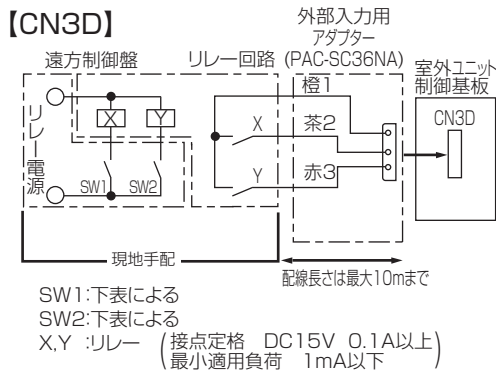 【CN3D】
外部入力用
アダプター
(PAC-SC36NA)
遠方制御盤
リレー回路
室外ユニット
制御基板
リレー電源
X
Y
SW1
SW2
X
Y
橙1
茶2
赤3
CN3D
現地手配
配線長さは最大10mまで
SW1:下表による
SW2:下表による
X,Y :リレー (接点定格 DC15V 0.1A以上
最小適用負荷 1mA以下)